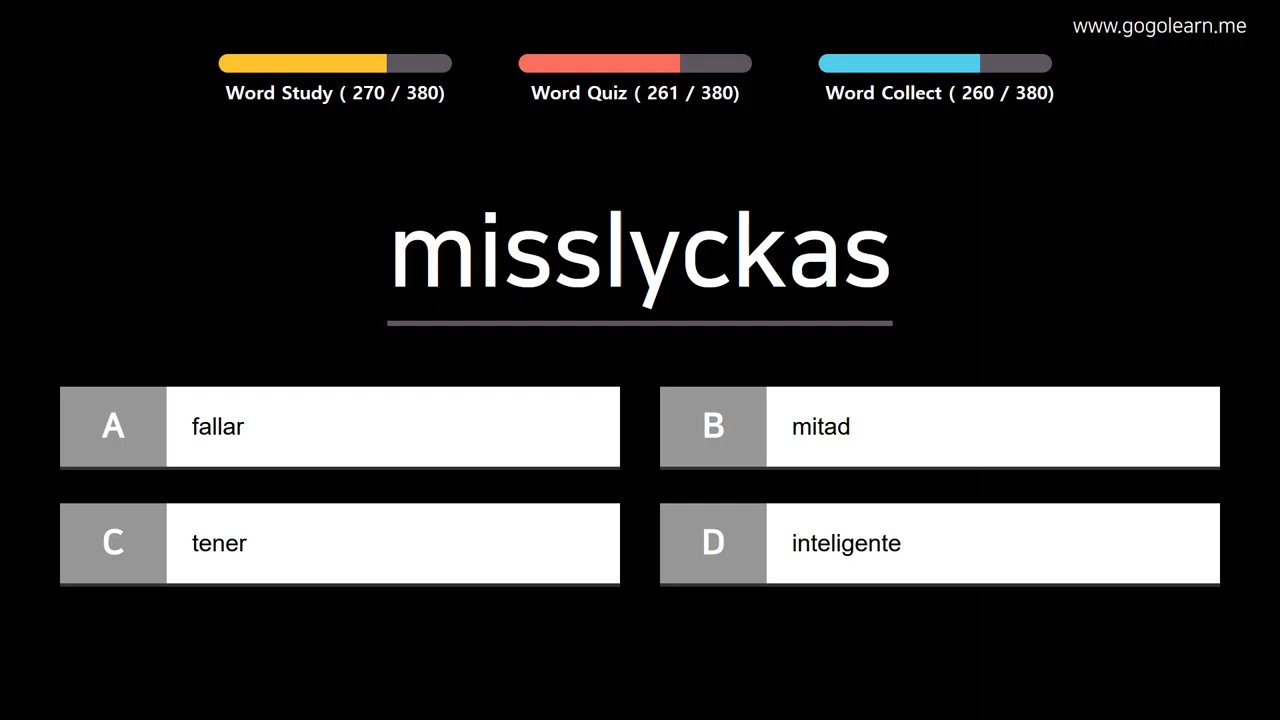 www.gogolearn.me
Word Study ( 270 / 380)
Word Quiz ( 261 / 380)
Word Collect ( 260 / 380)
misslyckas
A fallar
B mitad
C tener
D inteligente